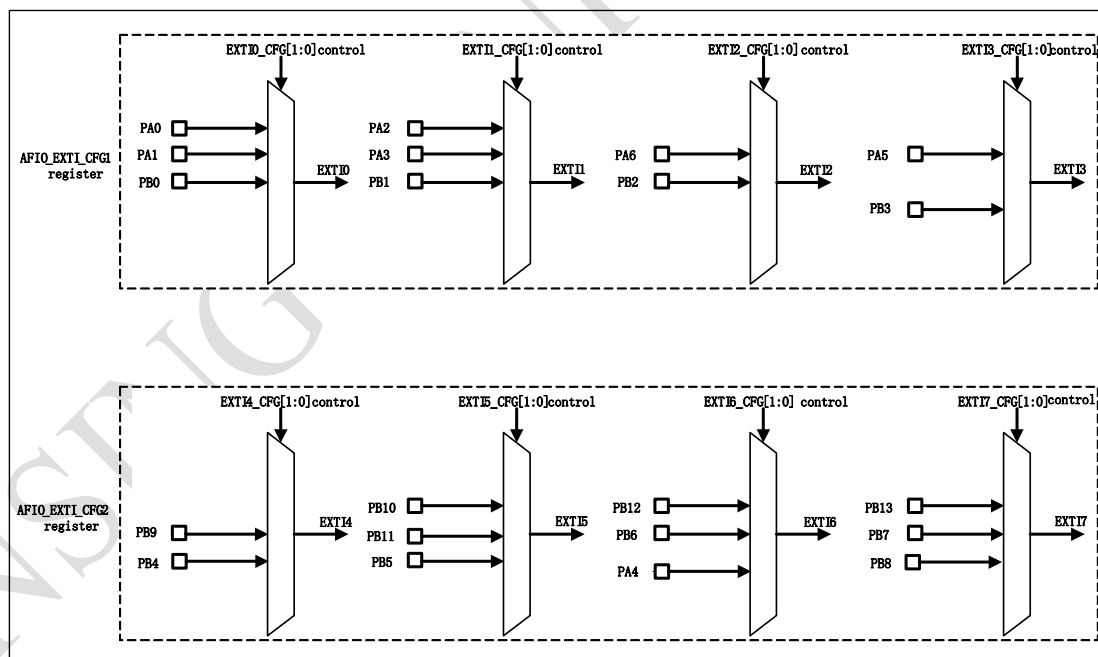 EXTI0_CFG[1:0]control
EXTI1_CFG[1:0]control
EXTI2_CFG[1:0]control
EXTI3_CFG[1:0]control
AFIO_EXTI_CFG1
register
PA0
PA1
PB0
EXTI0
PA2
PA3
PB1
EXTI1
PA6
PB2
EXTI2
PA5
PB3
EXTI3
EXTI4_CFG[1:0]control
EXTI5_CFG[1:0]control
EXTI6_CFG[1:0] control
EXTI7_CFG[1:0]control
AFIO_EXTI_CFG2
register
PB9
PB4
EXTI4
PB10
PB11
PB5
EXTI5
PB12
PB6
PA4
EXTI6
PB13
PB7
PB8
EXTI7
NSING